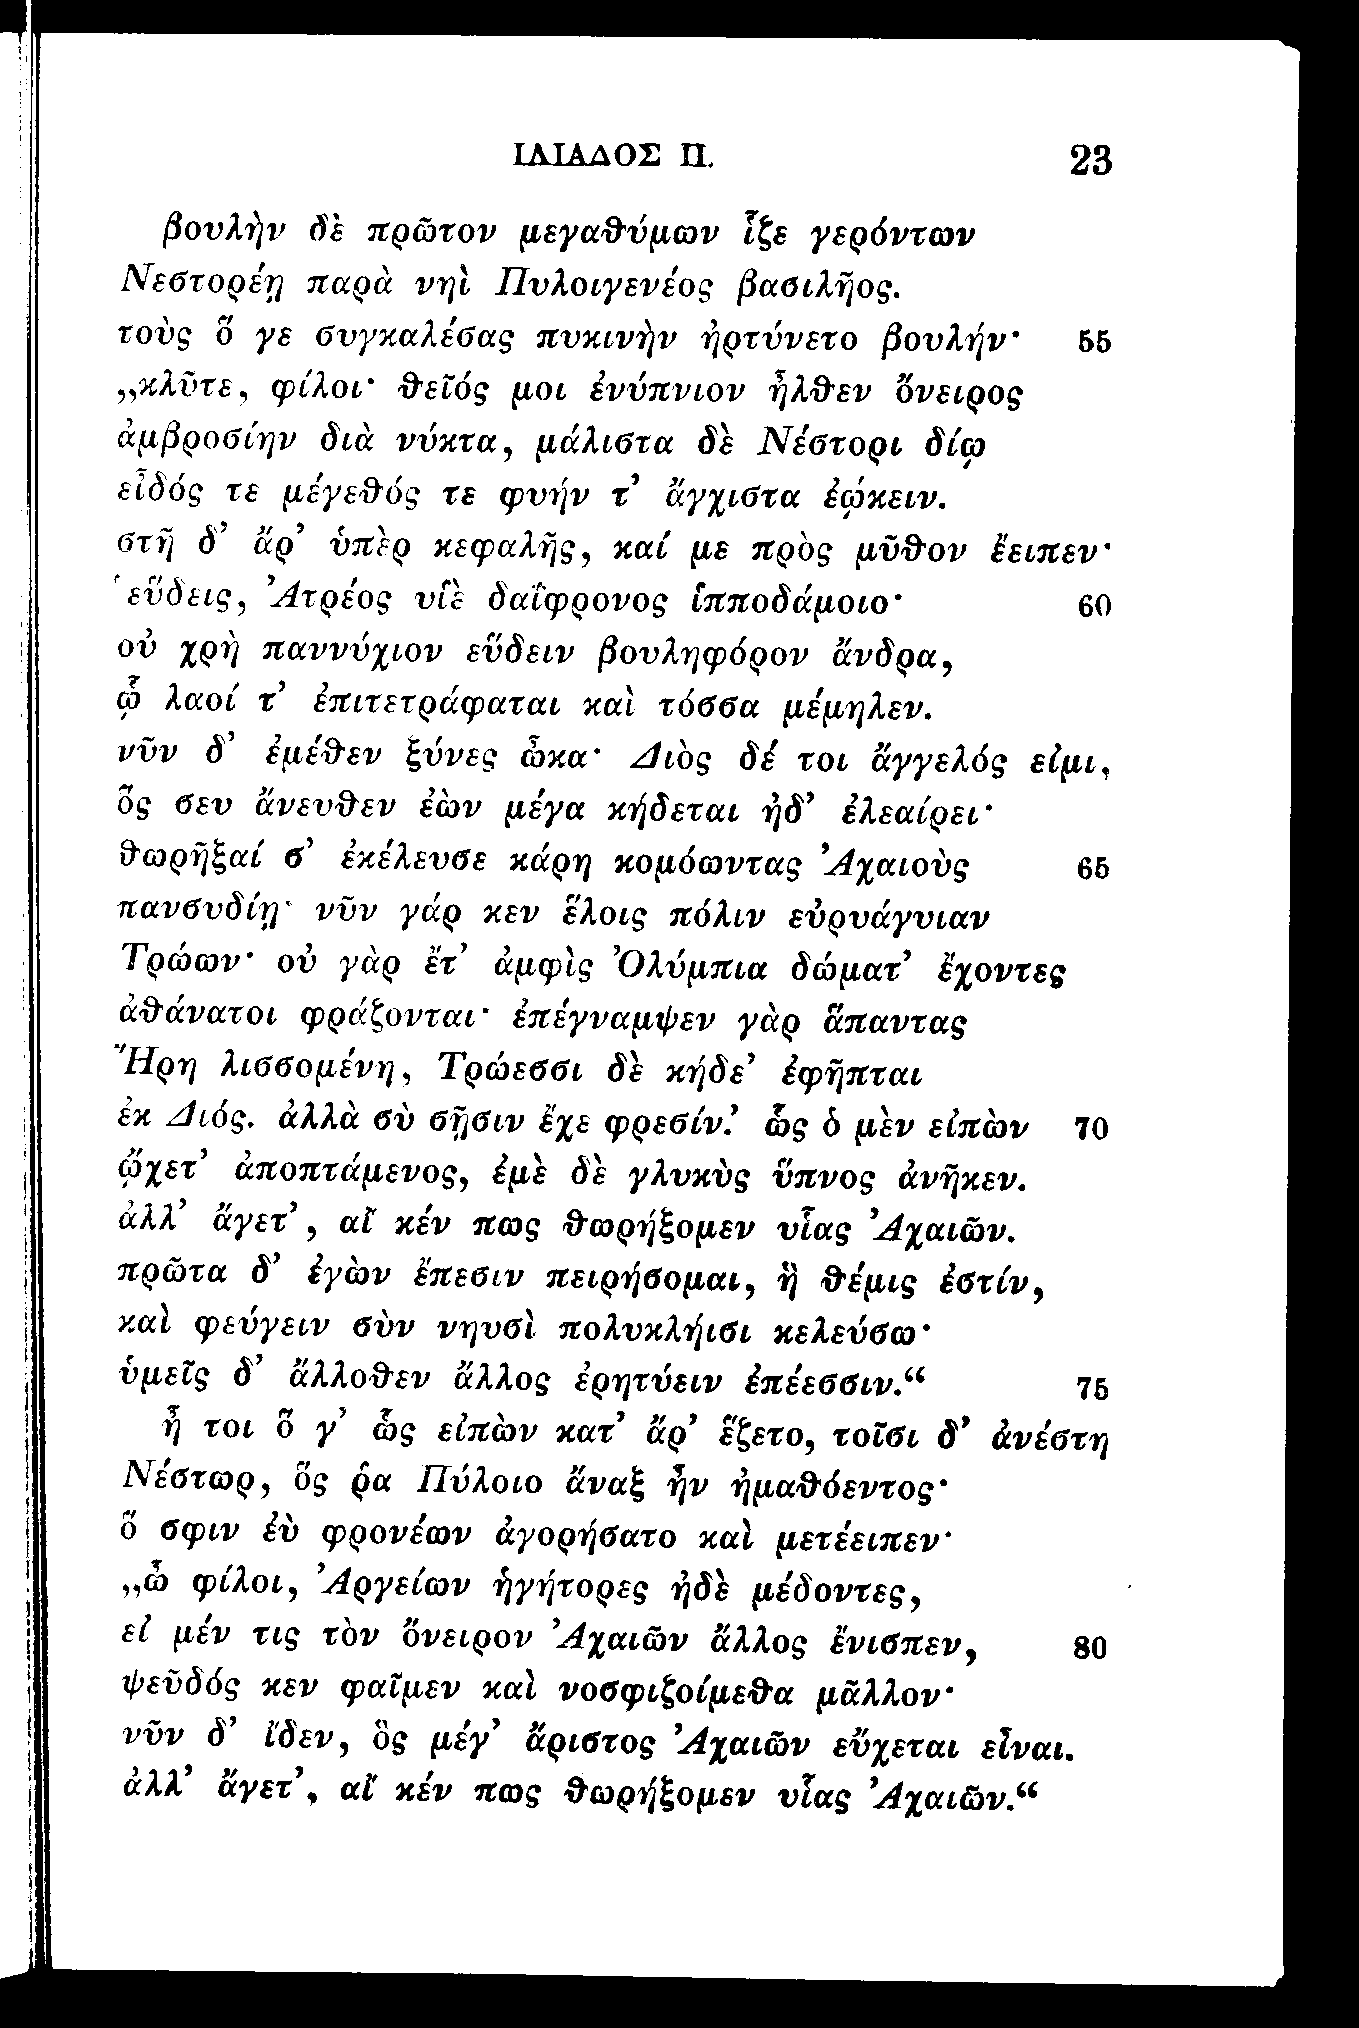 ΙΛΙΑΔΟΣ Π. 23
βουλὴν δὲ πρῶτον μεγαθύμων ἷζε γερόντων
Νεστορέῃ παρὰ νηὶ Πυλοιγενέος βασιλῆος.
τοὺς ὅ γε συγκαλέσας πυκινὴν ἠρτύνετο βουλήν· 55
„κλῦτε, φίλοι· θεῖός μοι ἐνύπνιον ἦλθεν ὄνειρος
ἀμβροσίην διὰ νύκτα, μάλιστα δὲ Νέστορι δίῳ
εἶδός τε μέγεθός τε φυήν τ’ ἄγχιστα ἐῴκειν.
στῆ δ’ ἄρ’ ὑπὲρ κεφαλῆς, καί με πρὸς μῦθον ἔειπεν·
‘εὕδεις, Ἀτρέος υἱὲ δαΐφρονος ἱπποδάμοιο· 60
οὐ χρὴ παννύχιον εὕδειν βουληφόρον ἄνδρα,
ᾧ λαοί τ’ ἐπιτετράφαται καὶ τόσσα μέμηλεν.
νῦν δ’ ἐμέθεν ξύνες ὦκα· Διὸς δέ τοι ἄγγελός εἰμι,
ὅς σευ ἄνευθεν ἐὼν μέγα κήδεται ἠδ’ ἐλεαίρει·
θωρῆξαί σ’ ἐκέλευσε κάρη κομόωντας Ἀχαιοὺς 65
πανσυδίῃ· νῦν γάρ κεν ἕλοις πόλιν εὐρυάγυιαν
Τρώων· οὐ γὰρ ἔτ’ ἀμφὶς Ὀλύμπια δώματ’ ἔχοντες
ἀθάνατοι φράζονται· ἐπέγναμψεν γὰρ ἅπαντας
Ἥρη λισσομένη, Τρώεσσι δὲ κήδε’ ἐφῆπται
ἐκ Διός. ἀλλὰ σὺ σῇσιν ἔχε φρεσίν.’ ὣς ὁ μὲν εἰπὼν 70
ᾤχετ’ ἀποπτάμενος, ἐμὲ δὲ γλυκὺς ὕπνος ἀνῆκεν.
ἀλλ’ ἄγετ’, αἴ κέν πως θωρήξομεν υἷας Ἀχαιῶν.
πρῶτα δ’ ἐγὼν ἔπεσιν πειρήσομαι, ἣ θέμις ἐστίν,
καὶ φεύγειν σὺν νηυσὶ πολυκλήισι κελεύσω·
ὑμεῖς δ’ ἄλλοθεν ἄλλος ἐρητύειν ἐπέεσσιν.“ 75
ἦ τοι ὅ γ’ ὣς εἰπὼν κατ’ ἄρ’ ἕζετο, τοῖσι δ’ ἀνέστη
Νέστωρ, ὅς ῥα Πύλοιο ἄναξ ἦν ἠμαθόεντος·
ὅ σφιν ἐὺ φρονέων ἀγορήσατο καὶ μετέειπεν·
„ὦ φίλοι, Ἀργείων ἡγήτορες ἠδὲ μέδοντες,
εἰ μέν τις τὸν ὄνειρον Ἀχαιῶν ἄλλος ἔνισπεν, 80
ψεῦδός κεν φαῖμεν καὶ νοσφιζοίμεθα μᾶλλον·
νῦν δ’ ἴδεν, ὃς μέγ’ ἄριστος Ἀχαιῶν εὔχεται εἶναι.
ἀλλ’ ἄγετ’, αἴ κέν πως θωρήξομεν υἷας Ἀχαιῶν.“